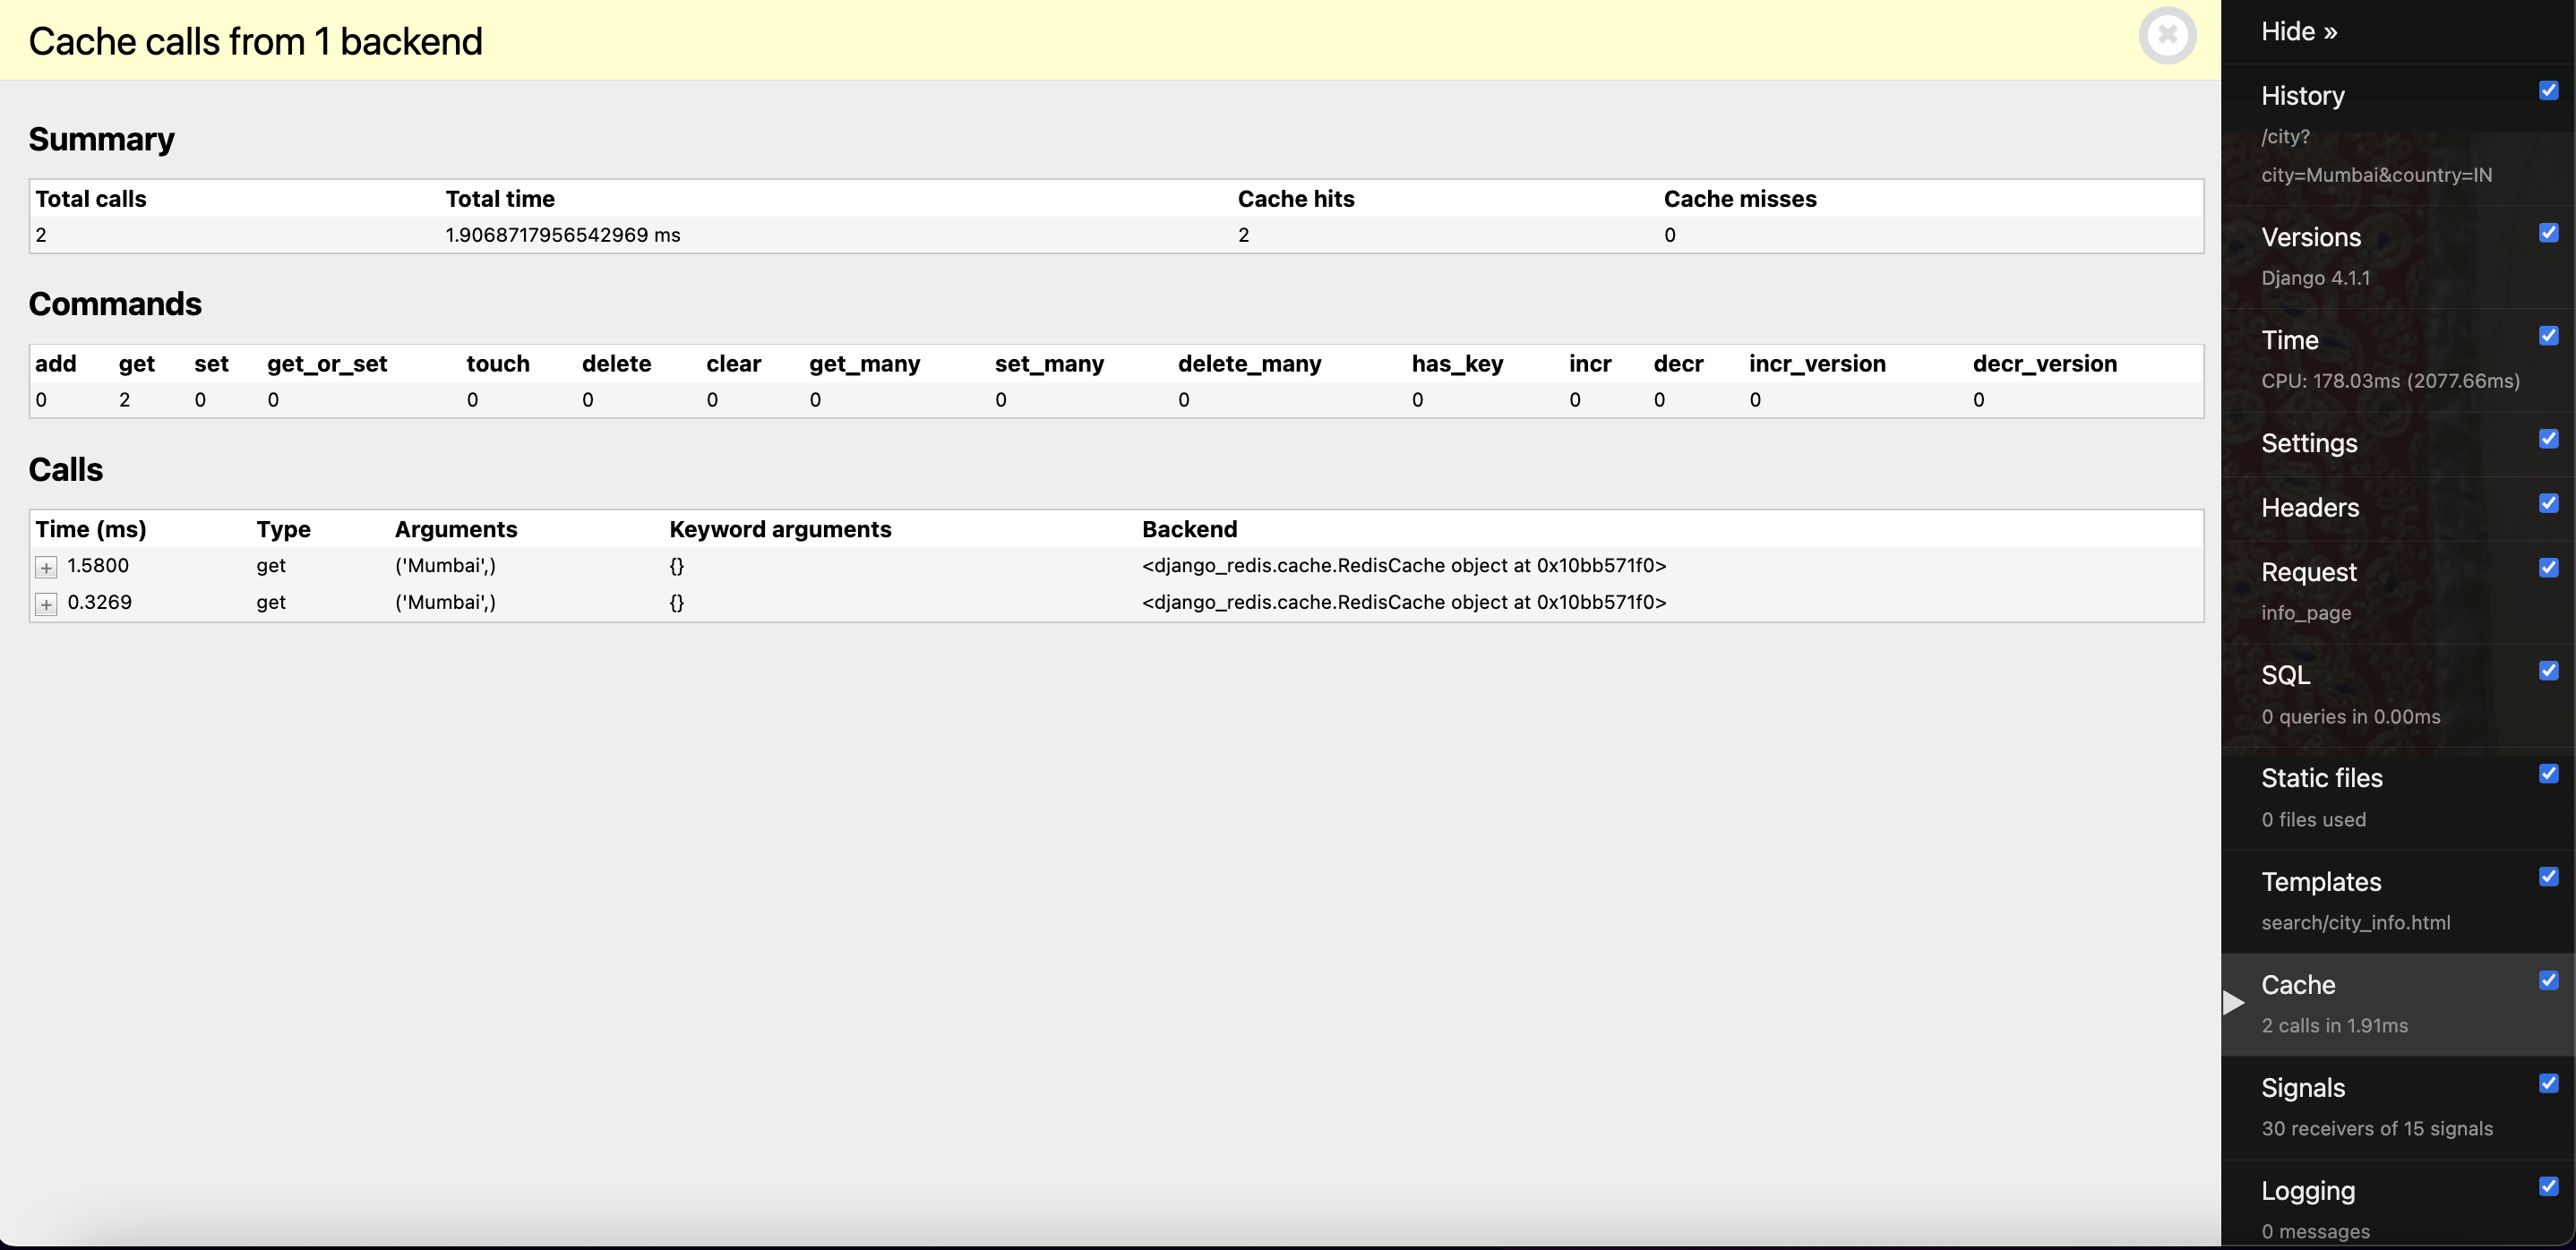 Cache calls from 1 backend
Summary
Total calls Total time Cache hits Cache misses
2 1.9068717956542969 ms 2 0
Commands
add get set get_or_set touch delete clear get_many set_many delete_many has_key incr decr incr_version decr_version
0 2 0 0 0 0 0 0 0 0 0 0 0 0 0
Calls
Time (ms) Type Arguments Keyword arguments Backend
+ 1.5800 get ('Mumbai',) {} <django_redis.cache.RedisCache object at 0x10bb571f0>
+ 0.3269 get ('Mumbai',) {} <django_redis.cache.RedisCache object at 0x10bb571f0>
Hide »
History
/city?
city=Mumbai&country=IN
Versions
Django 4.1.1
Time
CPU: 178.03ms (2077.66ms)
Settings
Headers
Request
info_page
SQL
0 queries in 0.00ms
Static files
0 files used
Templates
search/city_info.html
Cache
2 calls in 1.91ms
Signals
30 receivers of 15 signals
Logging
0 messages